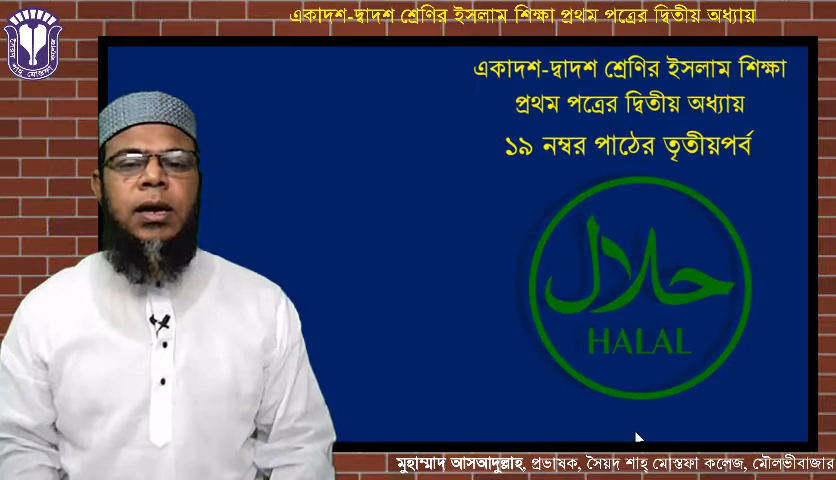 একাদশ-দ্বাদশ শ্রেণির ইসলাম শিক্ষা প্রথম পত্রের দ্বিতীয় অধ্যায়
একাদশ-দ্বাদশ শ্রেণির ইসলাম শিক্ষা
প্রথম পত্রের দ্বিতীয় অধ্যায়
১৯ নম্বর পাঠের তৃতীয়পর্ব
حلال
HALAL
মুহাম্মাদ আসআদুল্লাহ, প্রভাষক, সৈয়দ শাহ্ মোস্তফা কলেজ, মৌলভীবাজার